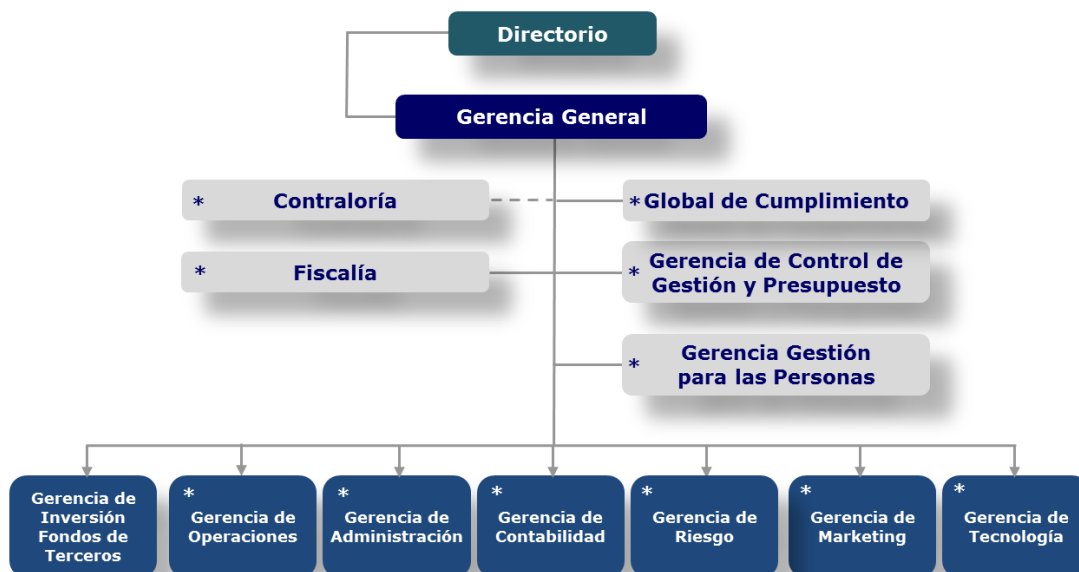 Directorio
Gerencia General
* Contraloría
* Global de Cumplimiento
* Fiscalía
* Gerencia de Control de
Gestión y Presupuesto
* Gerencia Gestión
para las Personas
Gerencia de
Inversión
Fondos de
Terceros
*
Gerencia de
Operaciones
*
Gerencia de
Administración
*
Gerencia de
Contabilidad
*
Gerencia de
Riesgo
*
Gerencia de
Marketing
*
Gerencia de
Tecnología